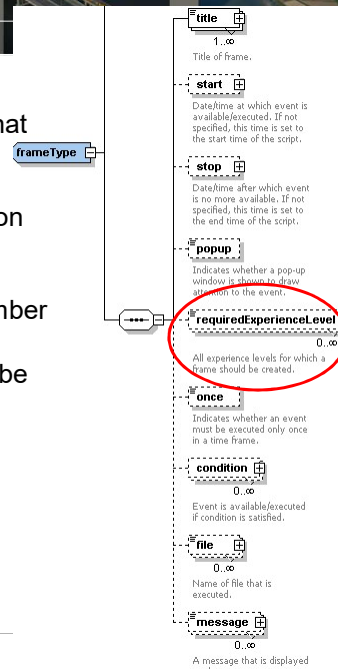 title
1..∞
Title of frame.
start
Date/time at which event is
available/executed. If not
specified, this time is set to
the start time of the script.
frameType
stop
Date/time after which event
is no more available. If not
specified, this time is set to
the end time of the script.
on
popup
Indicates whether a pop-up
window is shown to draw
attention to the event.
requiredExperienceLevel
0..∞
All experience levels for which a
frame should be created.
be
once
Indicates whether an event
must be executed only once
in a time frame.
condition
0..∞
Event is available/executed
if condition is satisfied.
file
0..∞
Name of file that is
executed.
message
0..∞
A message that is displayed